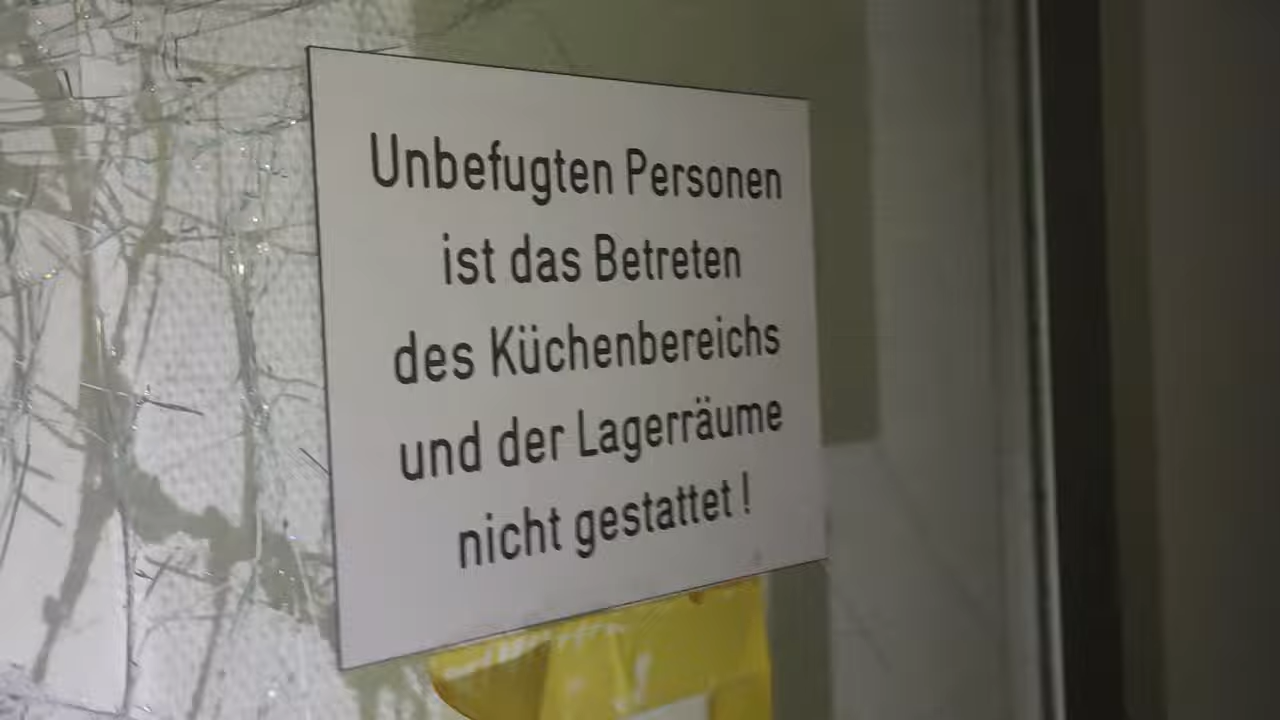 Unbefugten Personen
ist das Betreten
des Küchenbereichs
und der Lagerräume
nicht gestattet !